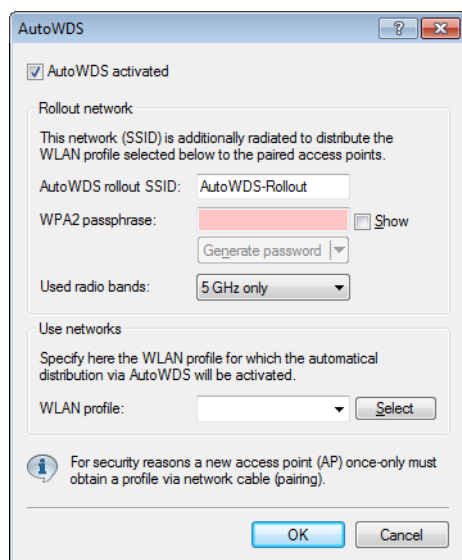 AutoWDS
?
AutoWDS activated
Rollout network
This network (SSID) is additionally radiated to distribute the
WLAN profile selected below to the paired access points.
AutoWDS rollout SSID: AutoWDS-Rollout
WPA2 passphrase: Show
Generate password
Used radio bands: 5 GHz only
Use networks
Specify here the WLAN profile for which the automatical
distribution via AutoWDS will be activated.
WLAN profile: Select
For security reasons a new access point (AP) once-only must
obtain a profile via network cable (pairing).
OK Cancel